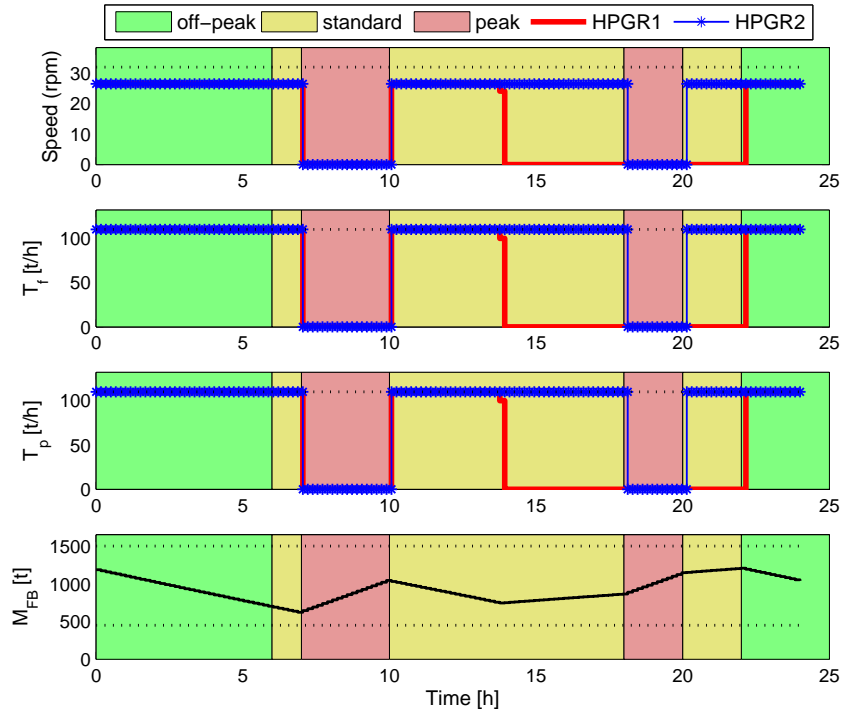 off-peak standard peak HPGR1 HPGR2
Speed (rpm)
30
20
10
0
0 5 10 15 20 25
T_f [t/h]
100
50
0
0 5 10 15 20 25
T_p [t/h]
100
50
0
0 5 10 15 20 25
M_FB [t]
1500
1000
500
0
0 5 10 15 20 25
Time [h]